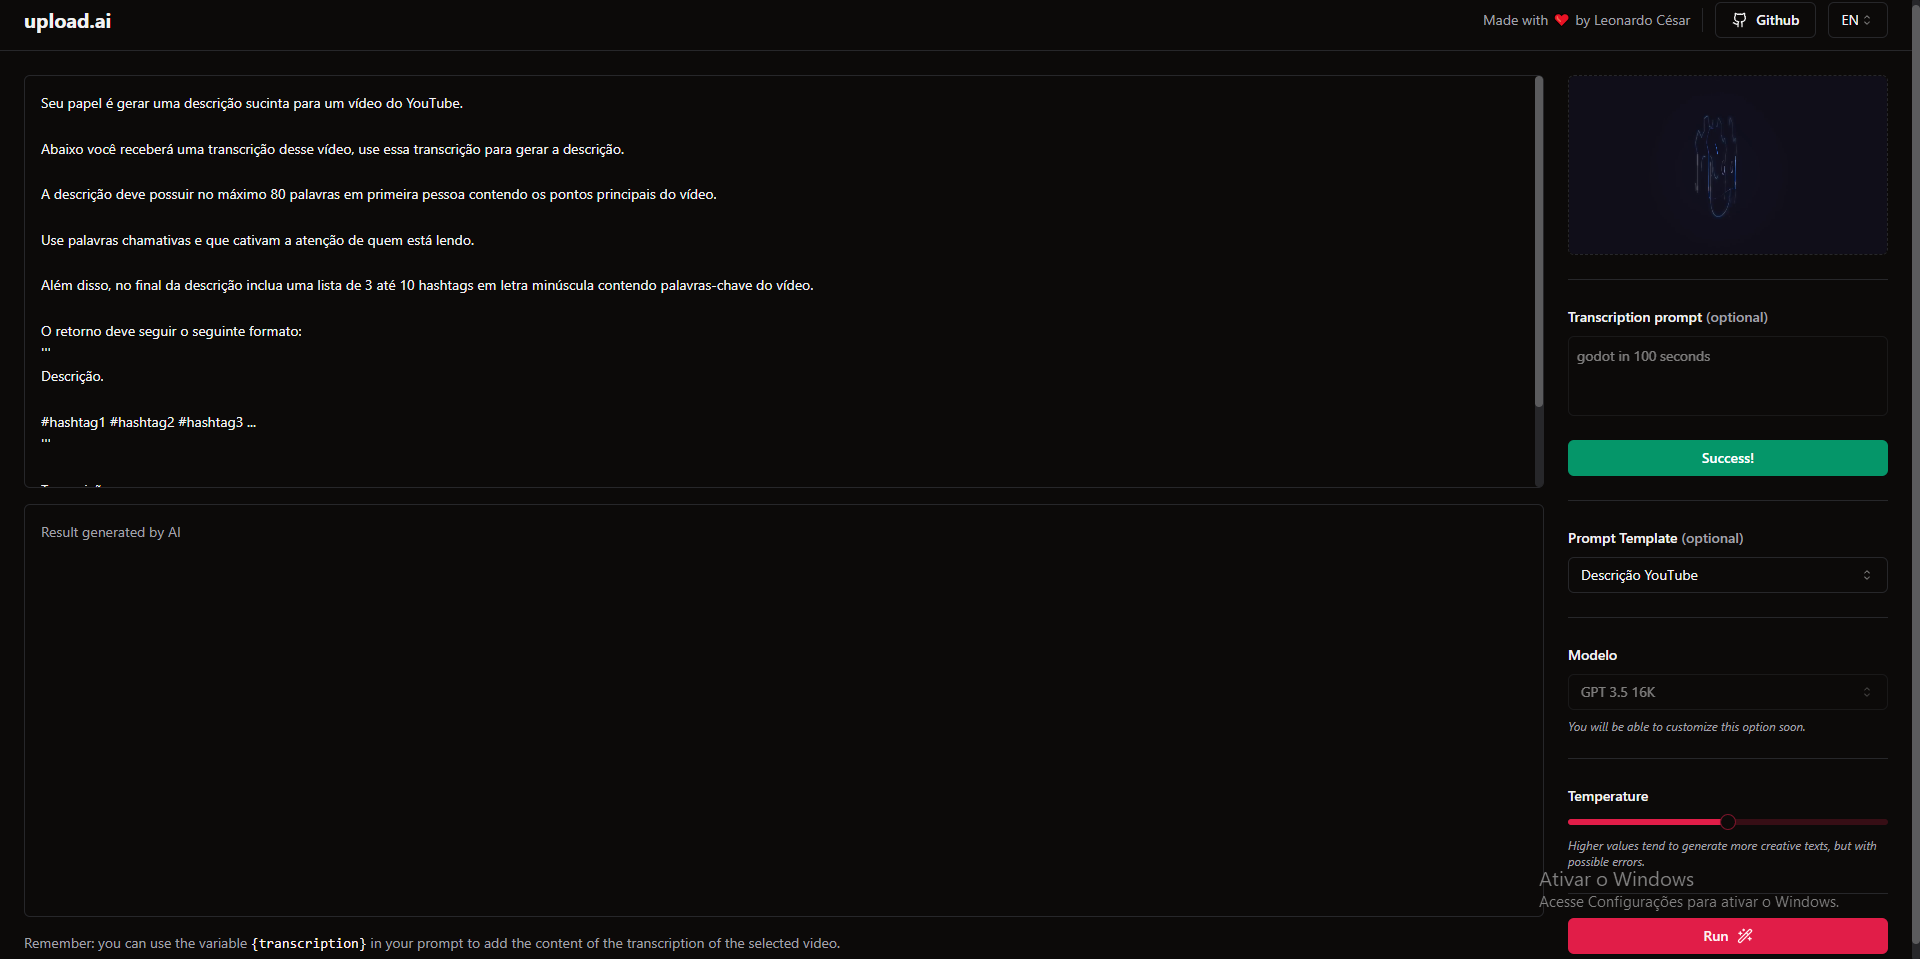 upload.ai
Made with ❤️ by Leonardo César
Github
EN
Seu papel é gerar uma descrição sucinta para um vídeo do YouTube.
Abaixo você receberá uma transcrição desse vídeo, use essa transcrição para gerar a descrição.
A descrição deve possuir no máximo 80 palavras em primeira pessoa contendo os pontos principais do vídeo.
Use palavras chamativas e que cativam a atenção de quem está lendo.
Além disso, no final da descrição inclua uma lista de 3 até 10 hashtags em letra minúscula contendo palavras-chave do vídeo.
O retorno deve seguir o seguinte formato:
'''
Descrição.
#hashtag1 #hashtag2 #hashtag3 ...
'''
Result generated by AI
Remember: you can use the variable {transcription} in your prompt to add the content of the transcription of the selected video.
Transcription prompt (optional)
godot in 100 seconds
Success!
Prompt Template (optional)
Descrição YouTube
Modelo
GPT 3.5 16K
You will be able to customize this option soon.
Temperature
Higher values tend to generate more creative texts, but with
possible errors.
Ativar o Windows
Acesse Configurações para ativar o Windows.
Run